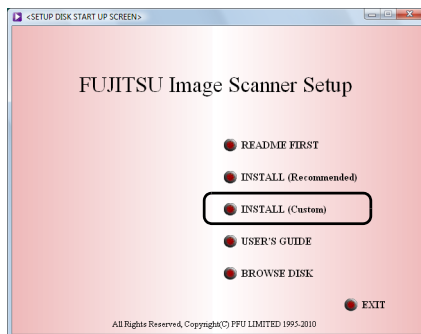 <SETUP DISK START UP SCREEN>
FUJITSU Image Scanner Setup
README FIRST
INSTALL (Recommended)
INSTALL (Custom)
USER'S GUIDE
BROWSE DISK
EXIT
All Rights Reserved, Copyright(C) PFU LIMITED 1995-2010